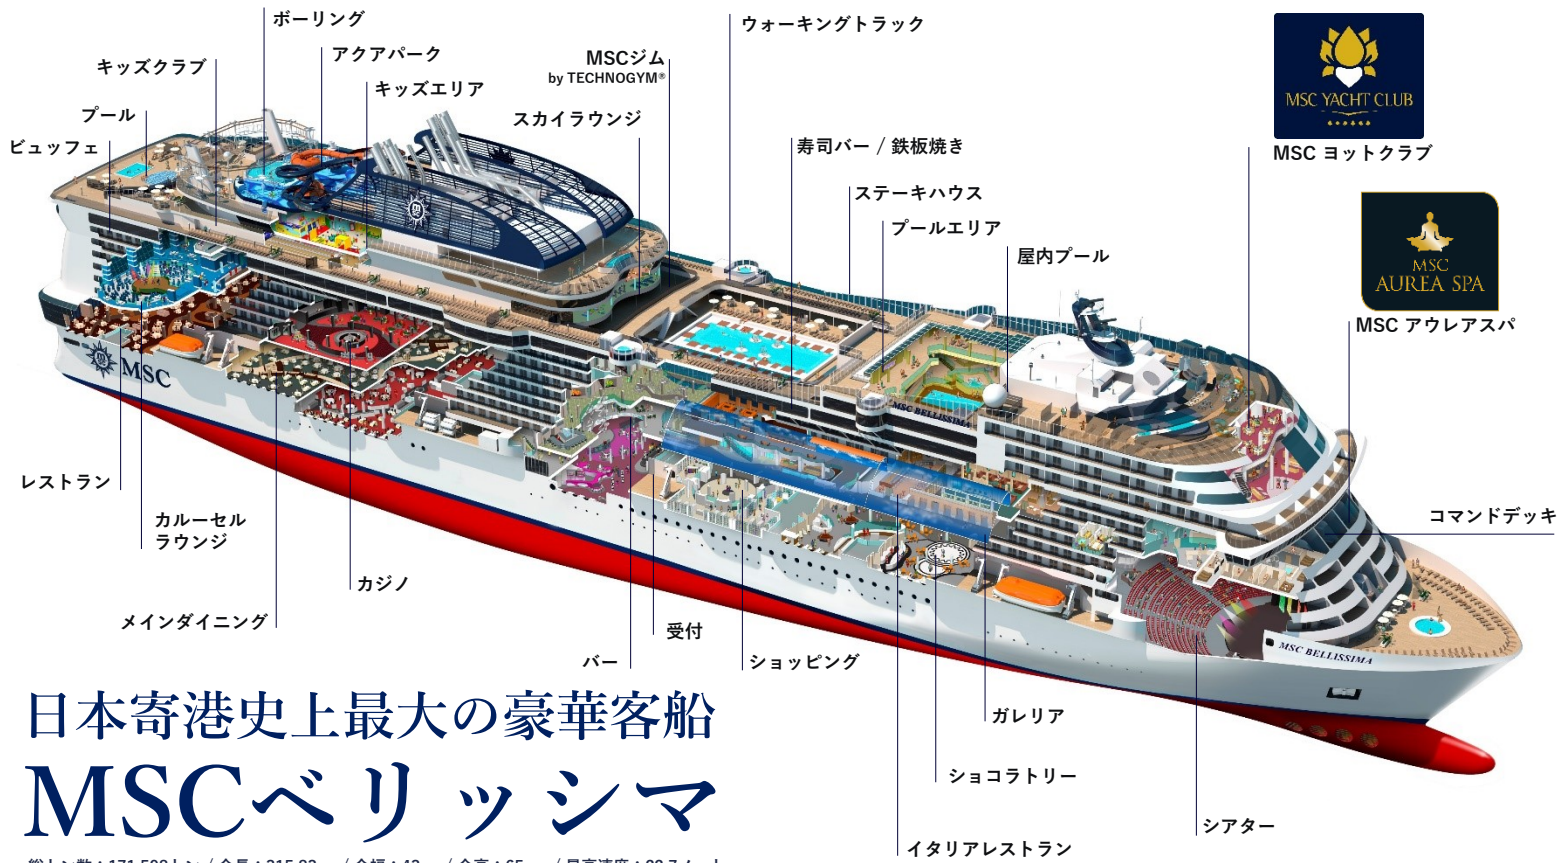 ボーリング
ウォーキングトラック
アクアパーク
MSCジム
by TECHNOGYM®
キッズクラブ
キッズエリア
プール
スカイラウンジ
ビュッフェ
寿司バー / 鉄板焼き
ステーキハウス
プールエリア
屋内プール
MSC YACHT CLUB
MSC ヨットクラブ
MSC
AUREA SPA
MSC アウレアスパ
MSC
MSC BELLISSIMA
レストラン
カルーセル
ラウンジ
コマンドデッキ
カジノ
メインダイニング
受付
バー
ショッピング
MSC BELLISSIMA
ガレリア
ショコラトリー
シアター
イタリアレストラン
日本寄港史上最大の豪華客船
MSCベリッシマ